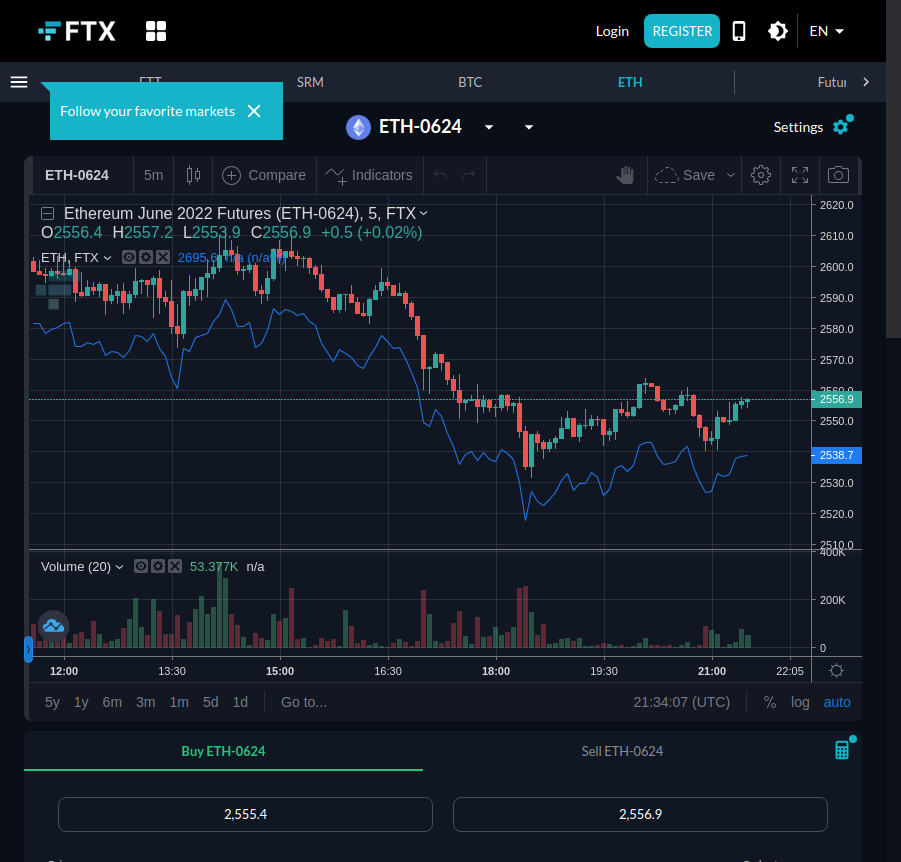 FTX
Login
REGISTER
EN
FTT
SRM
BTC
ETH
Futur
Follow your favorite markets
ETH-0624
Settings
ETH-0624
5m
Compare
Indicators
Save
Ethereum June 2022 Futures (ETH-0624), 5, FTX
O2556.4 H2557.2 L2553.9 C2556.9 +0.5 (+0.02%)
ETH, FTX
n/a (n/a%)
2620.0
2610.0
2600.0
2590.0
2580.0
2570.0
2560.0
2556.9
2550.0
2538.7
2530.0
2520.0
2510.0
Volume (20) 53.377K n/a
400K
200K
0
12:00
13:30
15:00
16:30
18:00
19:30
21:00
22:05
5y 1y 6m 3m 1m 5d 1d Go to...
21:34:07 (UTC)
% log auto
Buy ETH-0624
Sell ETH-0624
2,555.4
2,556.9